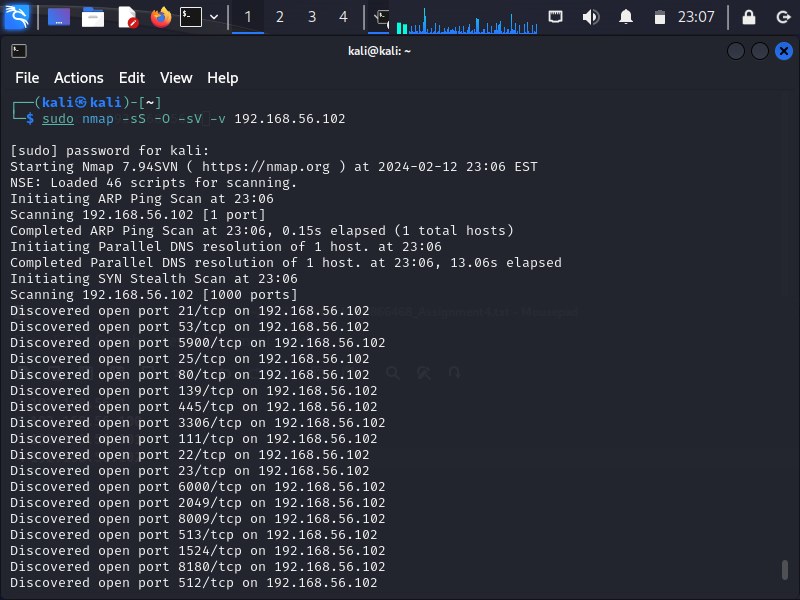 1 2 3 4 23:07
kali@kali: ~
File Actions Edit View Help
┌──(kali㉿kali)-[~]
└─$ sudo nmap -sS -O -sV -v 192.168.56.102
[sudo] password for kali:
Starting Nmap 7.94SVN ( https://nmap.org ) at 2024-02-12 23:06 EST
NSE: Loaded 46 scripts for scanning.
Initiating ARP Ping Scan at 23:06
Scanning 192.168.56.102 [1 port]
Completed ARP Ping Scan at 23:06, 0.15s elapsed (1 total hosts)
Initiating Parallel DNS resolution of 1 host. at 23:06
Completed Parallel DNS resolution of 1 host. at 23:06, 13.06s elapsed
Initiating SYN Stealth Scan at 23:06
Scanning 192.168.56.102 [1000 ports]
Discovered open port 21/tcp on 192.168.56.102
Discovered open port 53/tcp on 192.168.56.102
Discovered open port 5900/tcp on 192.168.56.102
Discovered open port 25/tcp on 192.168.56.102
Discovered open port 80/tcp on 192.168.56.102
Discovered open port 139/tcp on 192.168.56.102
Discovered open port 445/tcp on 192.168.56.102
Discovered open port 3306/tcp on 192.168.56.102
Discovered open port 111/tcp on 192.168.56.102
Discovered open port 22/tcp on 192.168.56.102
Discovered open port 23/tcp on 192.168.56.102
Discovered open port 6000/tcp on 192.168.56.102
Discovered open port 2049/tcp on 192.168.56.102
Discovered open port 8009/tcp on 192.168.56.102
Discovered open port 513/tcp on 192.168.56.102
Discovered open port 1524/tcp on 192.168.56.102
Discovered open port 8180/tcp on 192.168.56.102
Discovered open port 512/tcp on 192.168.56.102